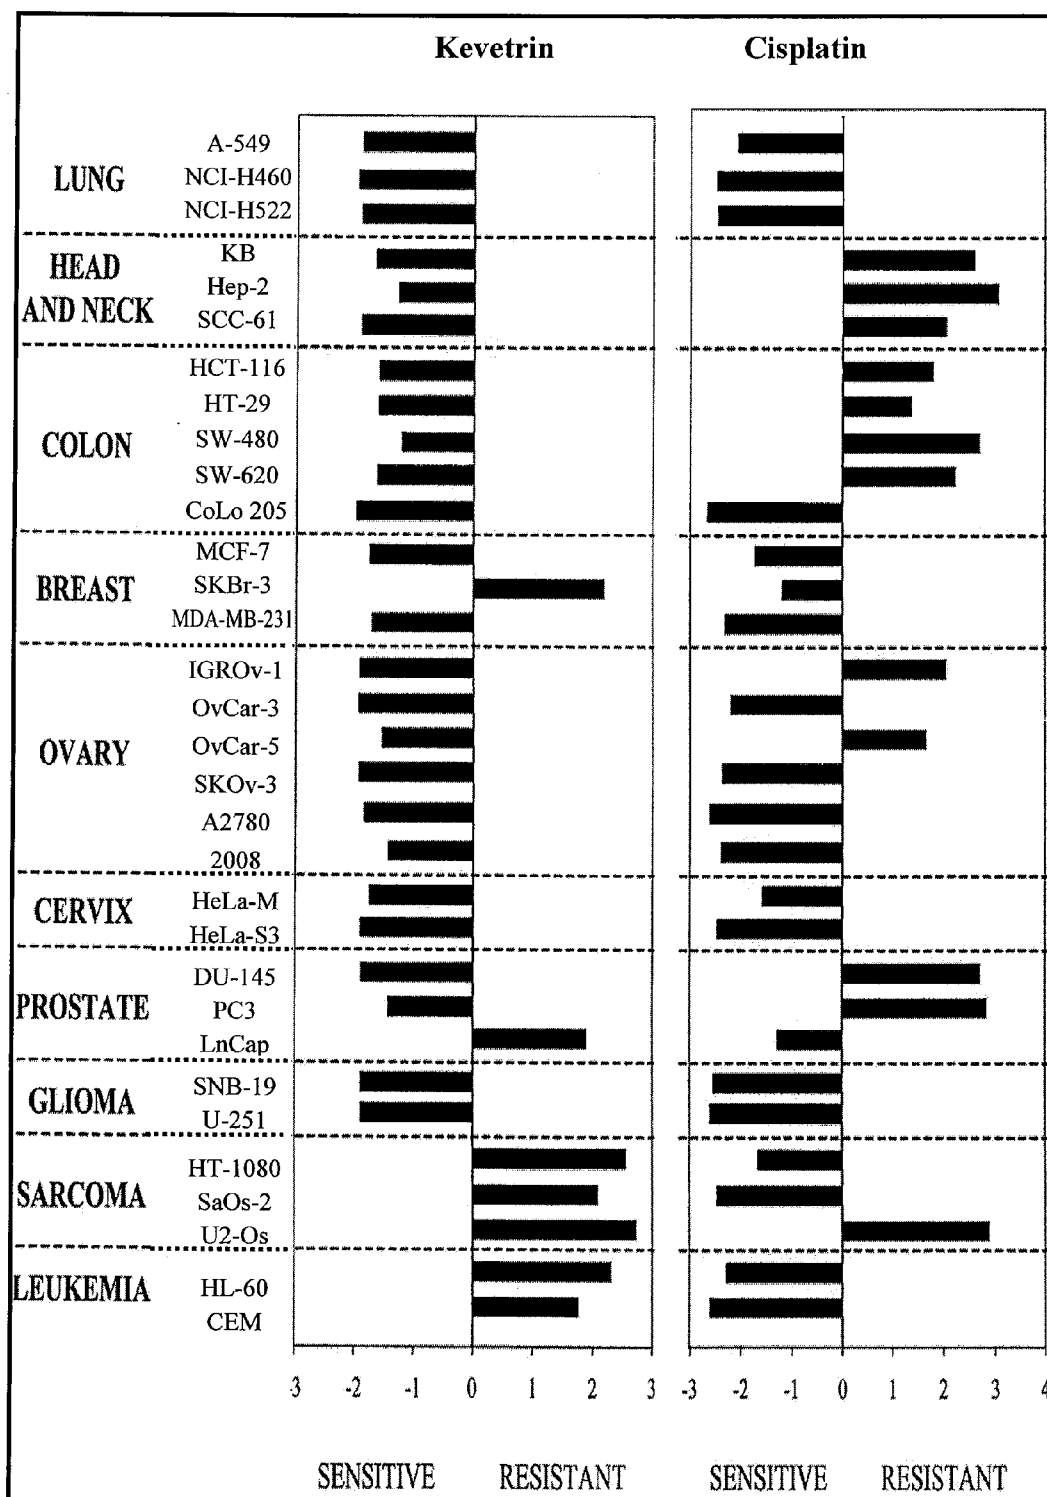 Kevetrin Cisplatin
LUNG
A-549
NCI-H460
NCI-H522
HEAD
AND NECK
KB
Hep-2
SCC-61
COLON
HCT-116
HT-29
SW-480
SW-620
CoLo 205
BREAST
MCF-7
SKBr-3
MDA-MB-231
OVARY
IGROv-1
OvCar-3
OvCar-5
SKOv-3
A2780
2008
CERVIX
HeLa-M
HeLa-S3
PROSTATE
DU-145
PC3
LnCap
GLIOMA
SNB-19
U-251
SARCOMA
HT-1080
SaOs-2
U2-Os
LEUKEMIA
HL-60
CEM
3 -2 -1 0 1 2 3 -3 -2 -1 0 1 2 3 4
SENSITIVE RESISTANT SENSITIVE RESISTANT